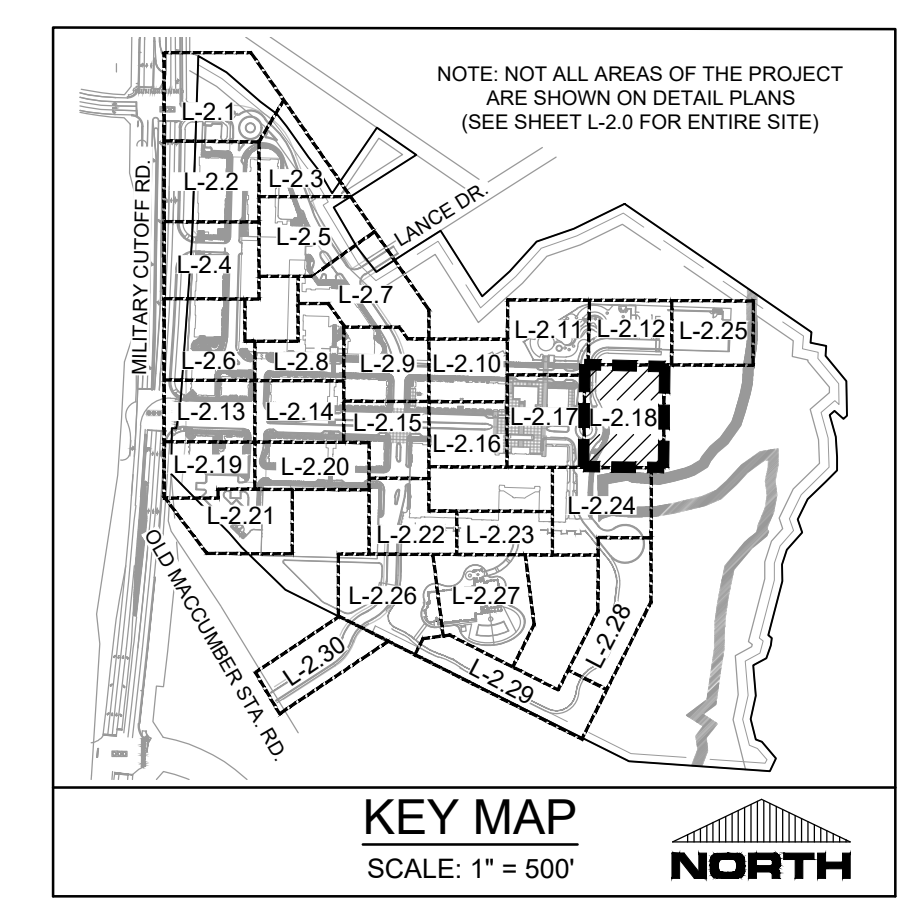 NOTE: NOT ALL AREAS OF THE PROJECT
ARE SHOWN ON DETAIL PLANS
(SEE SHEET L-2.0 FOR ENTIRE SITE)
MILITARY CUTOFF RD.
LANCE DR.
OLD MACCUMBER STA. RD.
L-2.1
L-2.2
L-2.3
L-2.4
L-2.5
L-2.6
L-2.7
L-2.8
L-2.9
L-2.10
L-2.11
L-2.12
L-2.25
L-2.13
L-2.14
L-2.15
L-2.16
L-2.17
L-2.18
L-2.19
L-2.20
L-2.21
L-2.22
L-2.23
L-2.24
L-2.26
L-2.27
L-2.28
L-2.29
L-2.30
KEY MAP
SCALE: 1" = 500'
NORTH